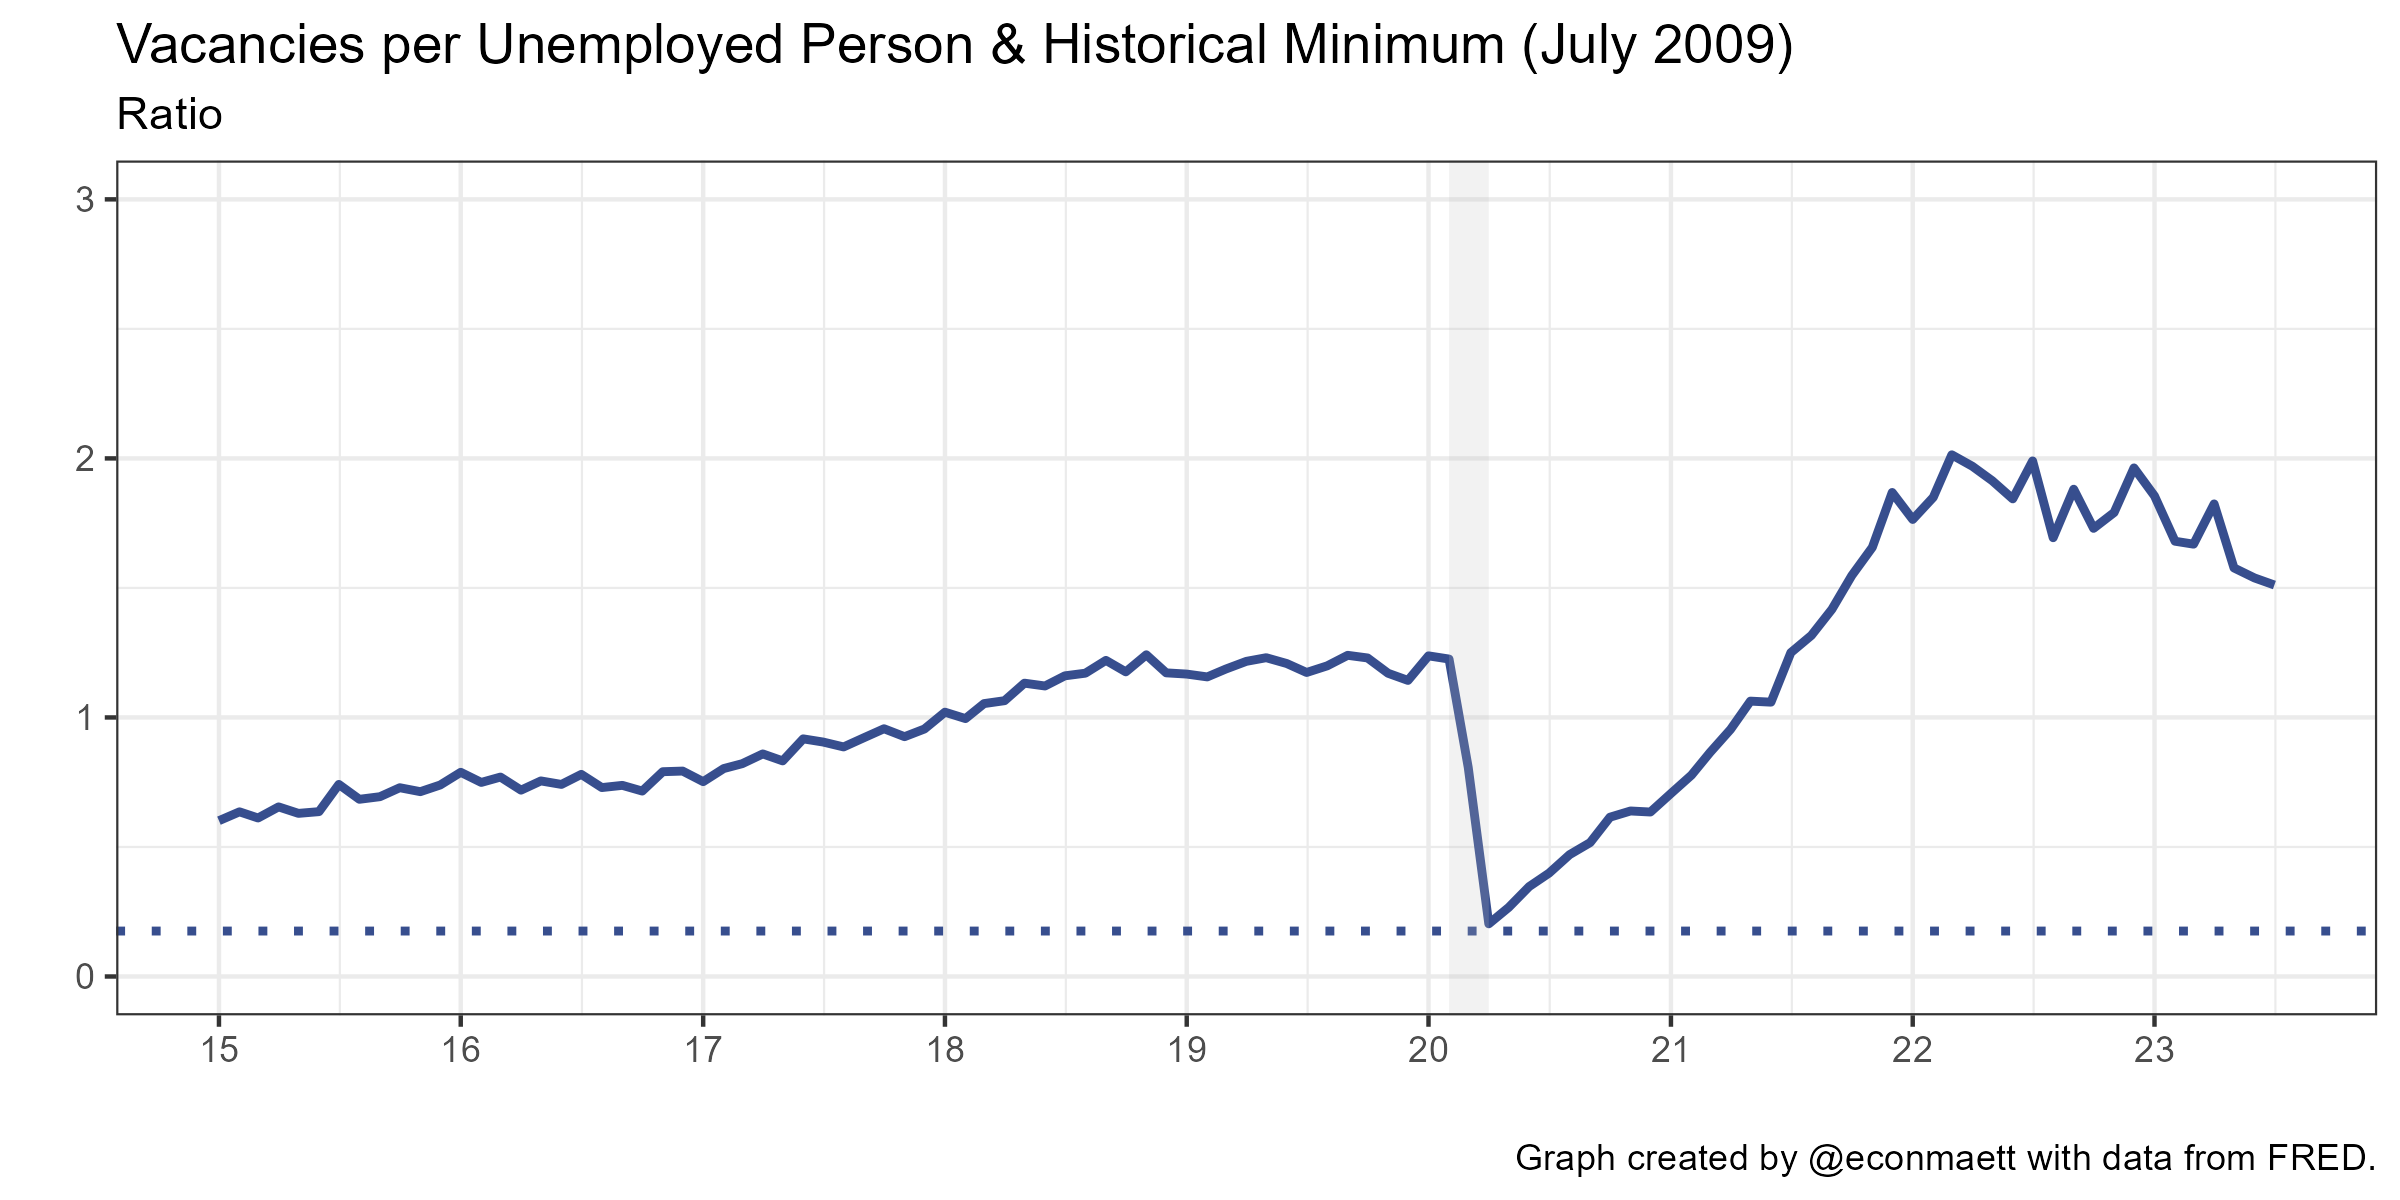 Vacancies per Unemployed Person & Historical Minimum (July 2009)
Ratio
3
2
1
0
15 16 17 18 19 20 21 22 23
Graph created by @econmaett with data from FRED.